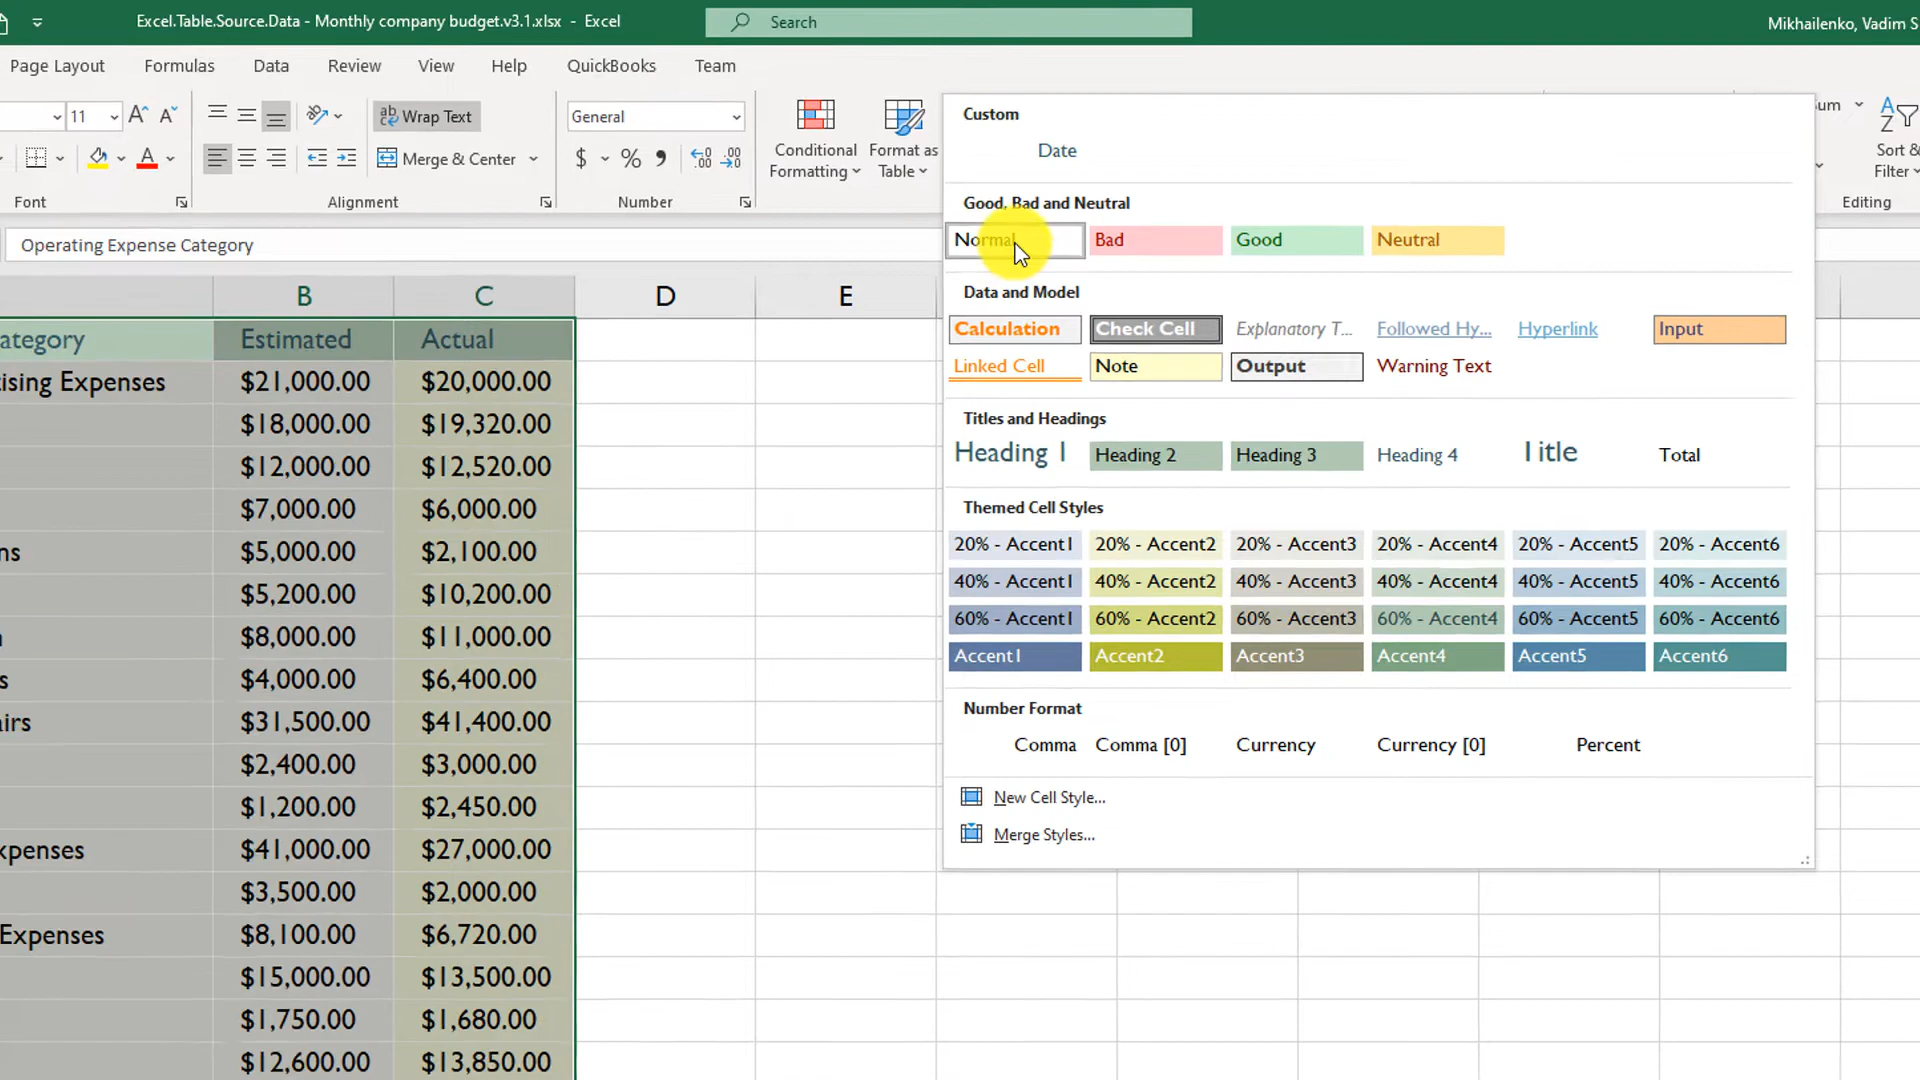 Excel.Table.Source.Data - Monthly company budget.v3.1.xlsx - Excel
Search
Mikhailenko, Vadim S
Page Layout Formulas Data Review View Help QuickBooks Team
11 Wrap Text General
Merge & Center $ % ,
Conditional Formatting
Format as Table
Sort & Filter
Font Alignment Number Editing
Operating Expense Category
Custom
Date
Good, Bad and Neutral
Normal Bad Good Neutral
Data and Model
Calculation Check Cell Explanatory T... Followed Hy... Hyperlink Input
Linked Cell Note Output Warning Text
Titles and Headings
Heading 1 Heading 2 Heading 3 Heading 4 Title Total
Themed Cell Styles
20% - Accent1 20% - Accent2 20% - Accent3 20% - Accent4 20% - Accent5 20% - Accent6
40% - Accent1 40% - Accent2 40% - Accent3 40% - Accent4 40% - Accent5 40% - Accent6
60% - Accent1 60% - Accent2 60% - Accent3 60% - Accent4 60% - Accent5 60% - Accent6
Accent1 Accent2 Accent3 Accent4 Accent5 Accent6
Number Format
Comma Comma [0] Currency Currency [0] Percent
New Cell Style...
Merge Styles...
B C D E
ategory Estimated Actual
ising Expenses $21,000.00 $20,000.00
$18,000.00 $19,320.00
$12,000.00 $12,520.00
$7,000.00 $6,000.00
ns $5,000.00 $2,100.00
$5,200.00 $10,200.00
$8,000.00 $11,000.00
s $4,000.00 $6,400.00
airs $31,500.00 $41,400.00
$2,400.00 $3,000.00
$1,200.00 $2,450.00
xpenses $41,000.00 $27,000.00
$3,500.00 $2,000.00
Expenses $8,100.00 $6,720.00
$15,000.00 $13,500.00
$1,750.00 $1,680.00
$12,600.00 $13,850.00